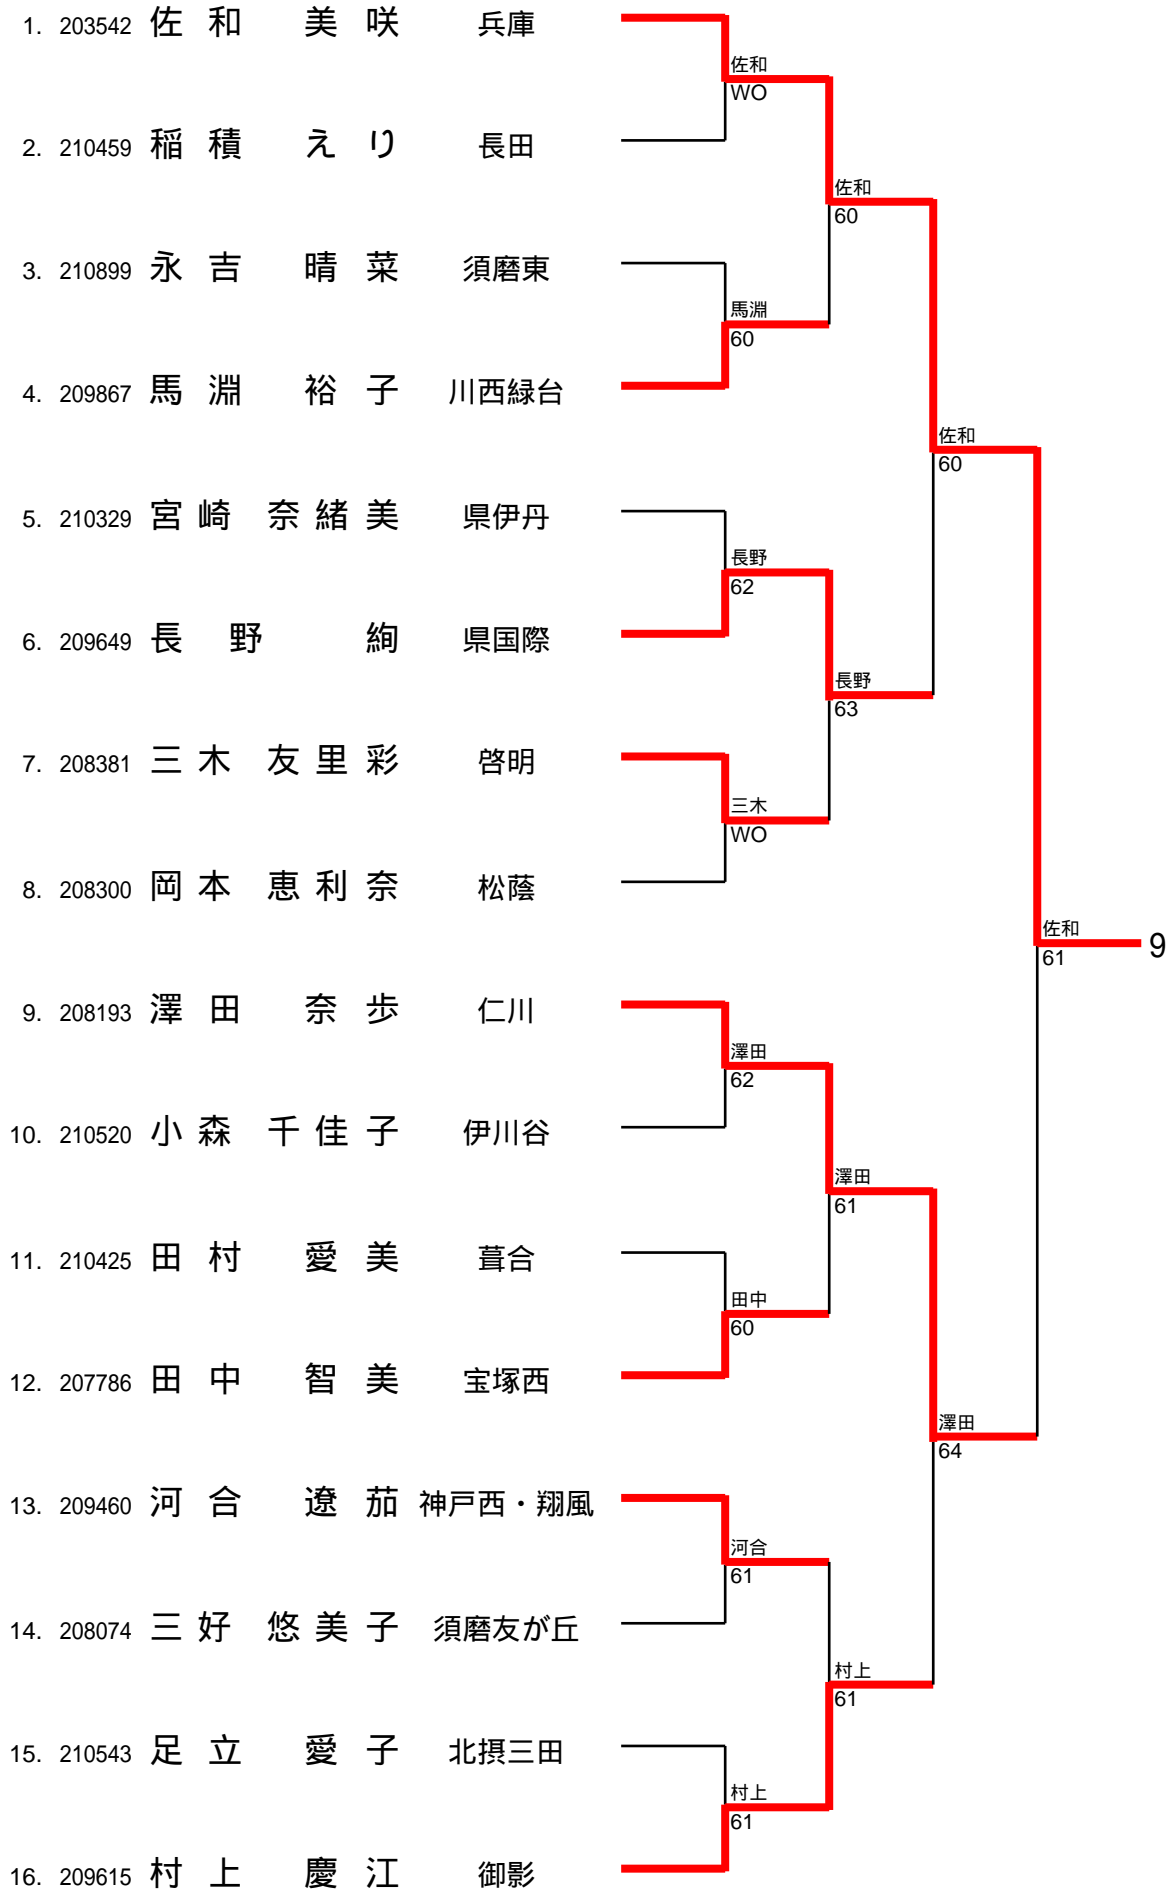 1. 203542 佐和 美咲 兵庫
佐和
WO
2. 210459 稲積 えり 長田
佐和
60
3. 210899 永吉 晴菜 須磨東
馬淵
60
4. 209867 馬淵 裕子 川西緑台
佐和
60
5. 210329 宮崎 奈緒美 県伊丹
長野
62
6. 209649 長野 絢 県国際
長野
63
7. 208381 三木 友里彩 啓明
三木
WO
8. 208300 岡本 恵利奈 松蔭
佐和
61
9
9. 208193 澤田 奈歩 仁川
澤田
62
10. 210520 小森 千佳子 伊川谷
澤田
61
11. 210425 田村 愛美 葺合
田中
60
12. 207786 田中 智美 宝塚西
澤田
64
13. 209460 河合 遼茄 神戸西・翔風
河合
61
14. 208074 三好 悠美子 須磨友が丘
村上
61
15. 210543 足立 愛子 北摂三田
村上
61
16. 209615 村上 慶江 御影